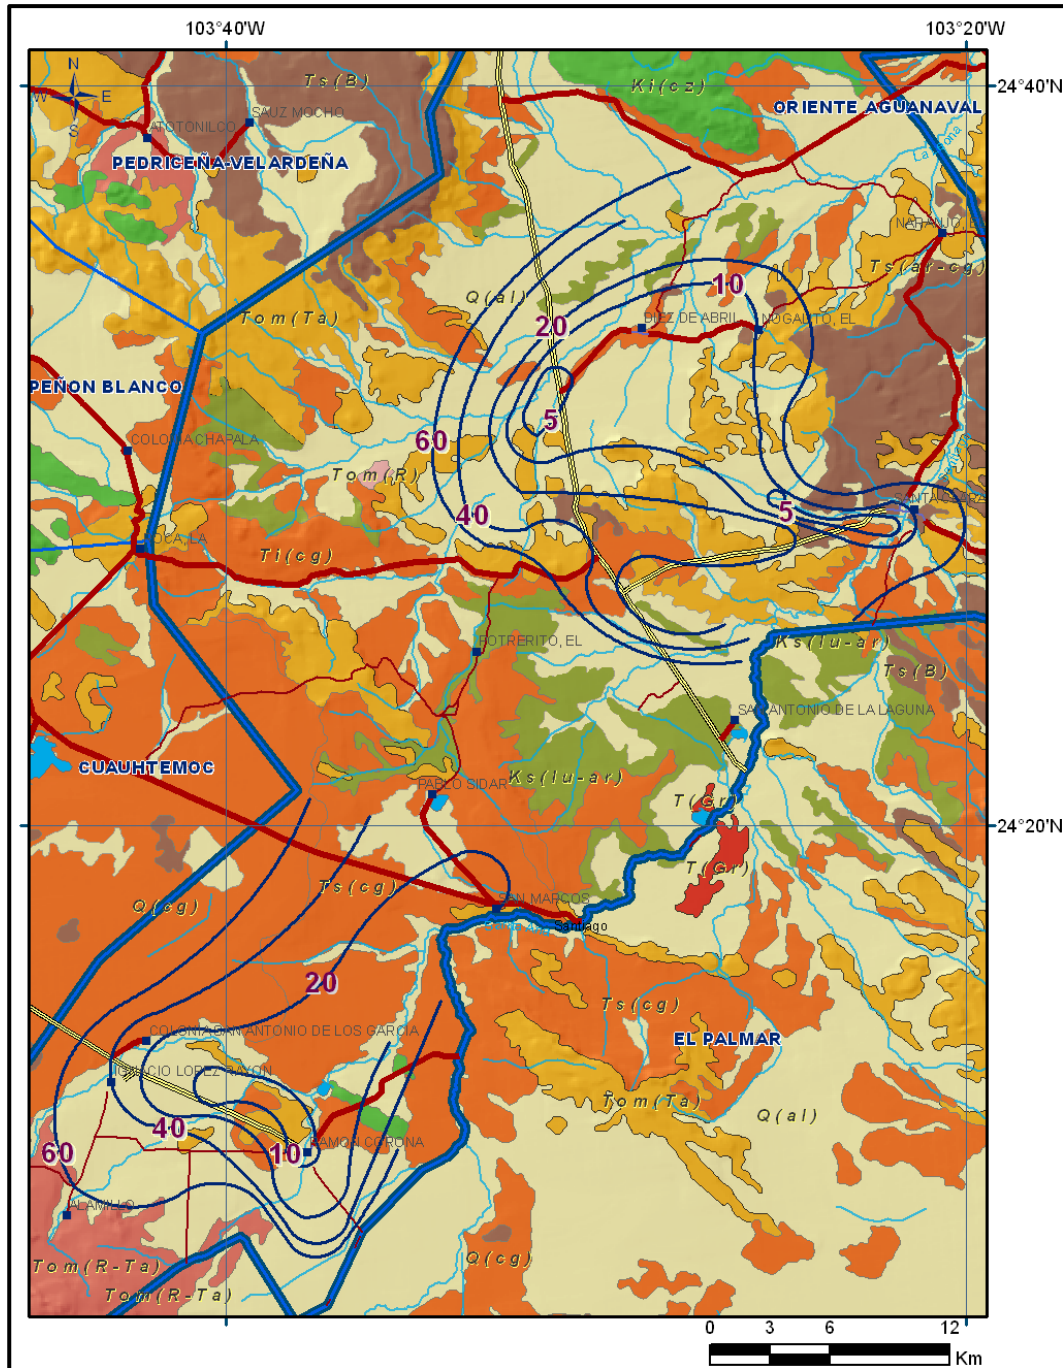 103°40'W
103°20'W
N
W E
S
Ts(B)
Ki(cz)
24°40'N
SAUZ MOCHO
ORIENTE AGUANAVAL
ATOTONILCO
PEDRICEÑA-VELARDEÑA
NARANJO, E
Ts(ar-cg)
Q(al)
10
Tom(Ta)
20
DIEZ DE ABRIL
NOGALITO, EL
PEÑON BLANCO
5
COLONIA CHAPALA
60
Tom(R)
SANTA CLARA
40
5
LOCA, LA
Ti(cg)
Ks(lu-ar)
POTRERITO, EL
Ts(B)
SAN ANTONIO DE LA LAGUNA
CUAUHTEMOC
Ks(lu-ar)
PABLO SIDAR
T(Gr)
24°20'N
T(Gr)
Ts(cg)
Q(cg)
SAN MARCOS
Santiago
20
Ts(cg)
COLONIA SAN ANTONIO DE LOS GARCIA
EL PALMAR
IGNACIO LOPEZ RAYON
Tom(Ta)
Q(al)
40
RAMON CORONA
60
10
ALAMILLO
Q(cg)
Tom(R-Ta)
Tom(R-Ta)
0 3 6 12
Km